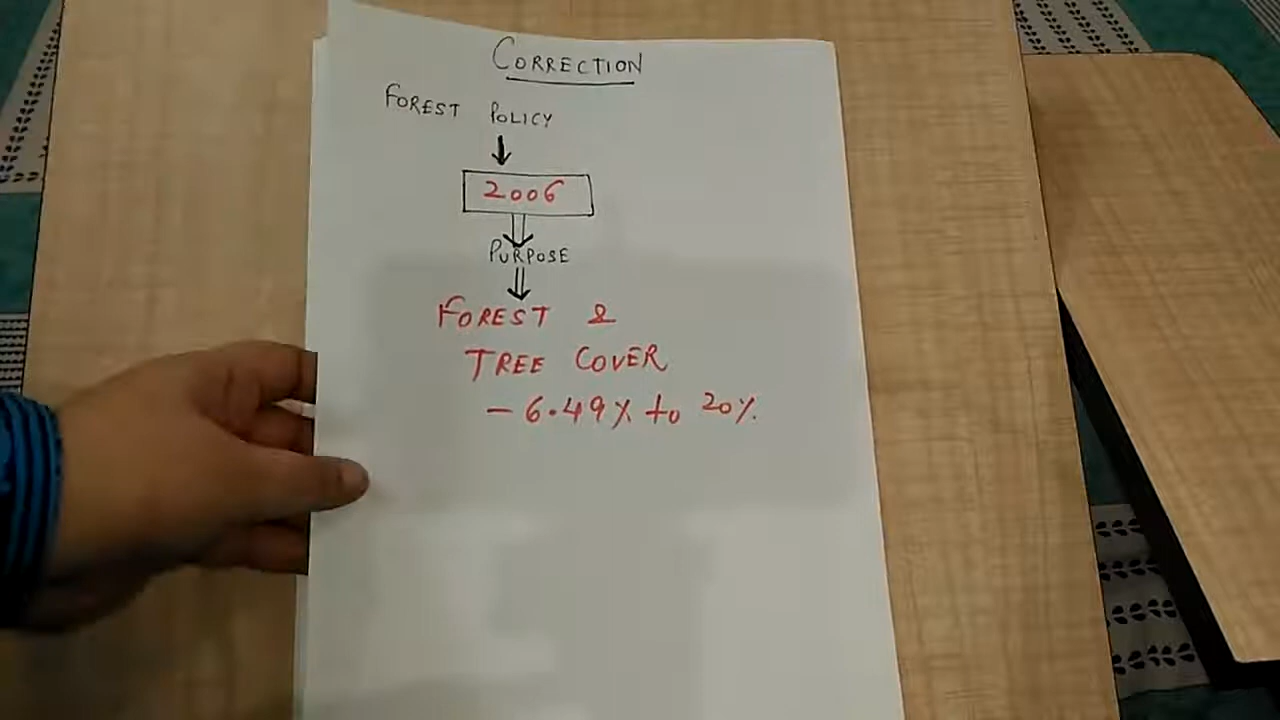 CORRECTION
FOREST POLICY
2006
PURPOSE
FOREST &
TREE COVER
- 6.49% to 20%